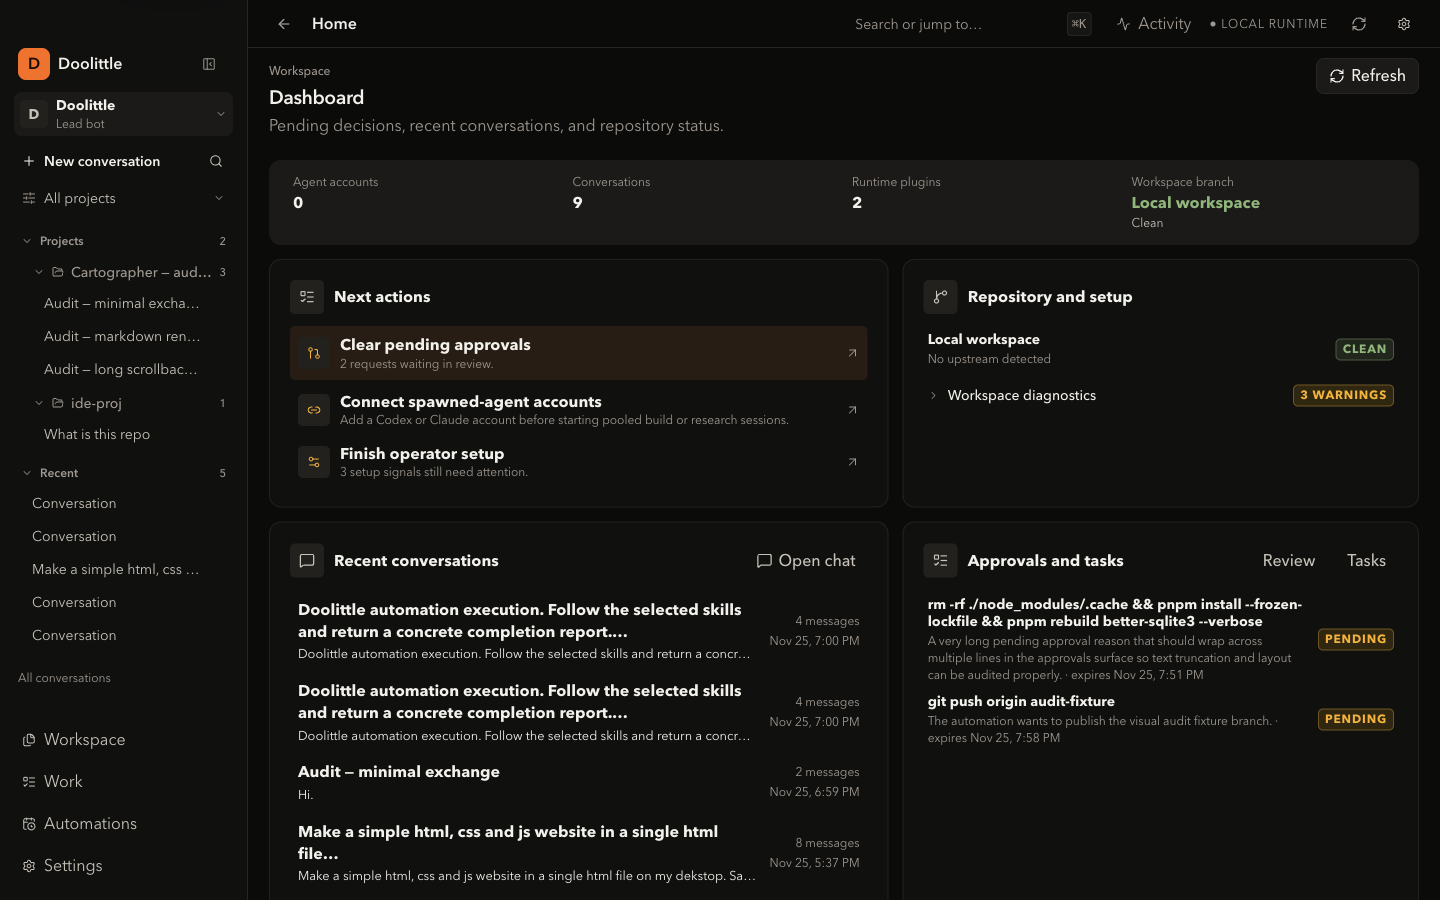 D
Doolittle
D
Doolittle
Lead bot
New conversation
All projects
Projects
2
Cartographer – aud…
3
Audit – minimal excha…
Audit – markdown ren…
Audit – long scrollbac…
ide-proj
1
What is this repo
Recent
5
Conversation
Conversation
Make a simple html, css …
Conversation
Conversation
All conversations
Workspace
Work
Automations
Settings
Home
Search or jump to…
⌘K
Activity
LOCAL RUNTIME
Workspace
Dashboard
Pending decisions, recent conversations, and repository status.
Refresh
Agent accounts
0
Conversations
9
Runtime plugins
2
Workspace branch
Local workspace
Clean
Next actions
Clear pending approvals
2 requests waiting in review.
Connect spawned-agent accounts
Add a Codex or Claude account before starting pooled build or research sessions.
Finish operator setup
3 setup signals still need attention.
Repository and setup
Local workspace
No upstream detected
CLEAN
Workspace diagnostics
3 WARNINGS
Recent conversations
Open chat
Doolittle automation execution. Follow the selected skills
and return a concrete completion report.…
Doolittle automation execution. Follow the selected skills and return a concr…
4 messages
Nov 25, 7:00 PM
Doolittle automation execution. Follow the selected skills
and return a concrete completion report.…
Doolittle automation execution. Follow the selected skills and return a concr…
4 messages
Nov 25, 7:00 PM
Audit – minimal exchange
Hi.
2 messages
Nov 25, 6:59 PM
Make a simple html, css and js website in a single html
file…
Make a simple html, css and js website in a single html file on my dekstop. Sa…
8 messages
Nov 25, 5:37 PM
Approvals and tasks
Review
Tasks
rm -rf ./node_modules/.cache && pnpm install --frozen-
lockfile && pnpm rebuild better-sqlite3 --verbose
A very long pending approval reason that should wrap across
multiple lines in the approvals surface so text truncation and layout
can be audited properly. · expires Nov 25, 7:51 PM
PENDING
git push origin audit-fixture
The automation wants to publish the visual audit fixture branch. ·
expires Nov 25, 7:58 PM
PENDING